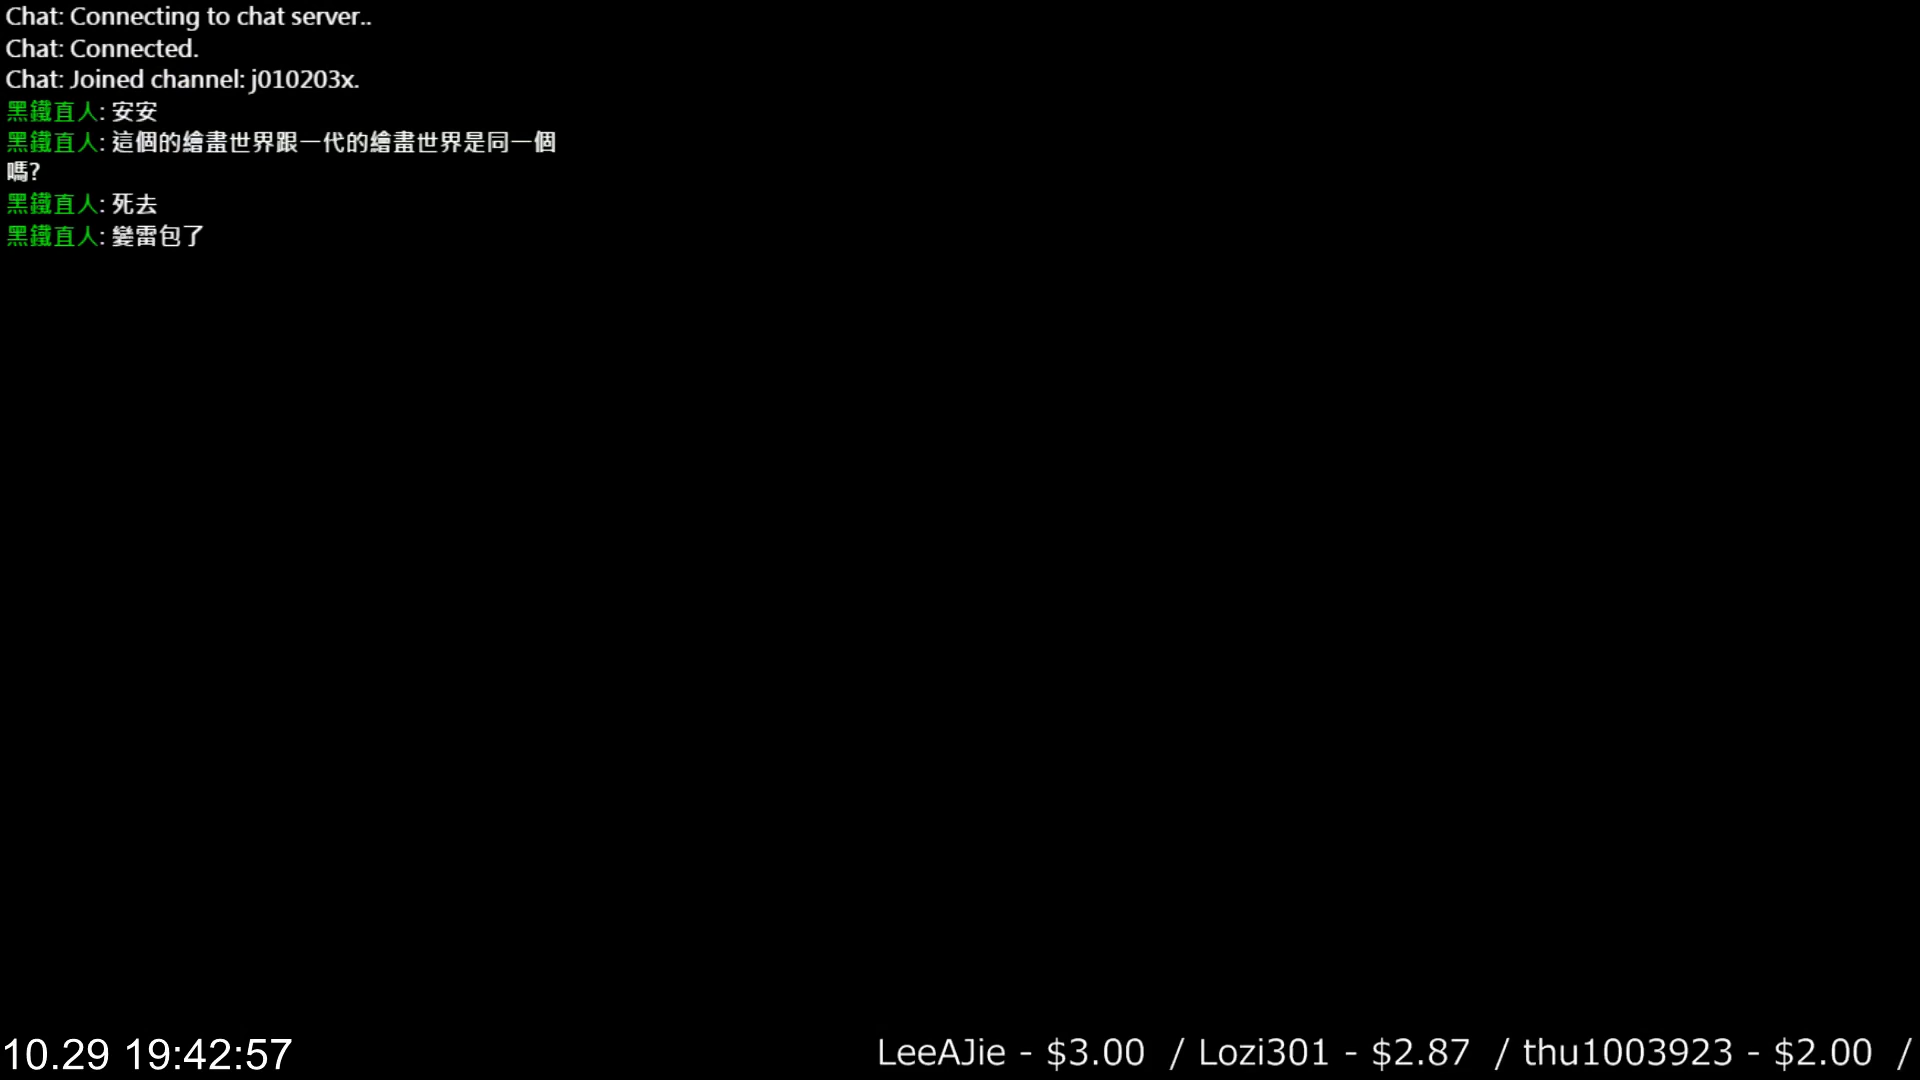 Chat: Connecting to chat server..
Chat: Connected.
Chat: Joined channel: j010203x.
黑鐵直人: 安安
黑鐵直人: 這個的繪畫世界跟一代的繪畫世界是同一個
嗎?
黑鐵直人: 死去
黑鐵直人: 變雷包了
10.29 19:42:57
LeeAJie - $3.00 / Lozi301 - $2.87 / thu1003923 - $2.00 /